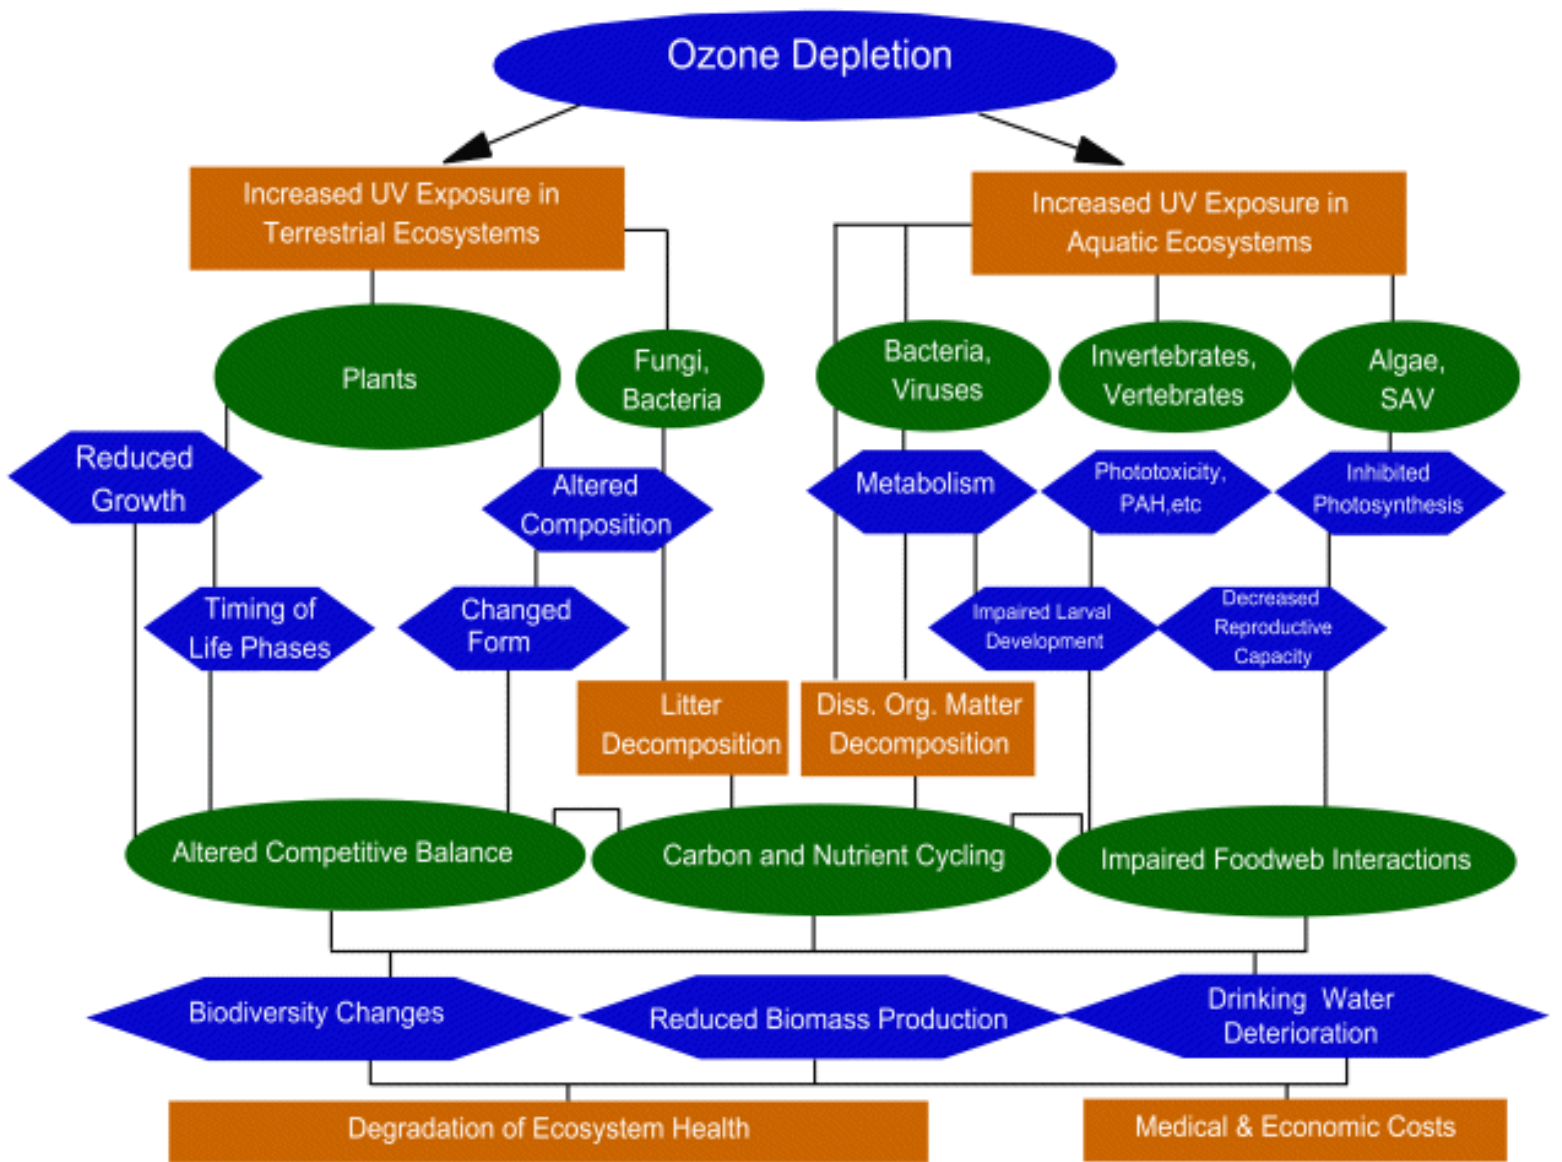 Ozone Depletion
Increased UV Exposure in
Terrestrial Ecosystems
Increased UV Exposure in
Aquatic Ecosystems
Plants
Fungi,
Bacteria
Bacteria,
Viruses
Invertebrates,
Vertebrates
Algae,
SAV
Reduced
Growth
Altered
Composition
Metabolism
Phototoxicity,
PAH,etc
Inhibited
Photosynthesis
Timing of
Life Phases
Changed
Form
Impaired Larval
Development
Decreased
Reproductive
Capacity
Litter
Decomposition
Diss. Org. Matter
Decomposition
Altered Competitive Balance
Carbon and Nutrient Cycling
Impaired Foodweb Interactions
Biodiversity Changes
Reduced Biomass Production
Drinking Water
Deterioration
Degradation of Ecosystem Health
Medical & Economic Costs